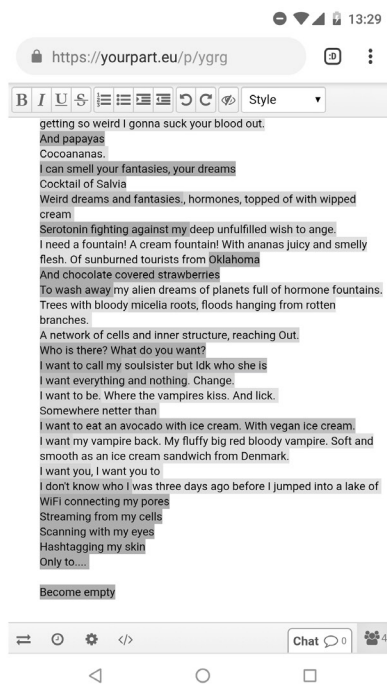 13:29
https://yourpart.eu/p/ygrg
:D
B I U S Style
getting so weird I gonna suck your blood out.
And papayas
Cocoananas.
I can smell your fantasies, your dreams
Cocktail of Salvia
Weird dreams and fantasies., hormones, topped of with wipped
cream
Serotonin fighting against my deep unfulfilled wish to ange.
I need a fountain! A cream fountain! With ananas juicy and smelly
flesh. Of sunburned tourists from Oklahoma
And chocolate covered strawberries
To wash away my alien dreams of planets full of hormone fountains.
Trees with bloody micelia roots, floods hanging from rotten
branches.
A network of cells and inner structure, reaching Out.
Who is there? What do you want?
I want to call my soulsister but Idk who she is
I want everything and nothing. Change.
I want to be. Where the vampires kiss. And lick.
Somewhere netter than
I want to eat an avocado with ice cream. With vegan ice cream.
I want my vampire back. My fluffy big red bloody vampire. Soft and
smooth as an ice cream sandwich from Denmark.
I want you, I want you to
I don't know who I was three days ago before I jumped into a lake of
WiFi connecting my pores
Streaming from my cells
Scanning with my eyes
Hashtagging my skin
Only to....
Become empty
Chat 0
4